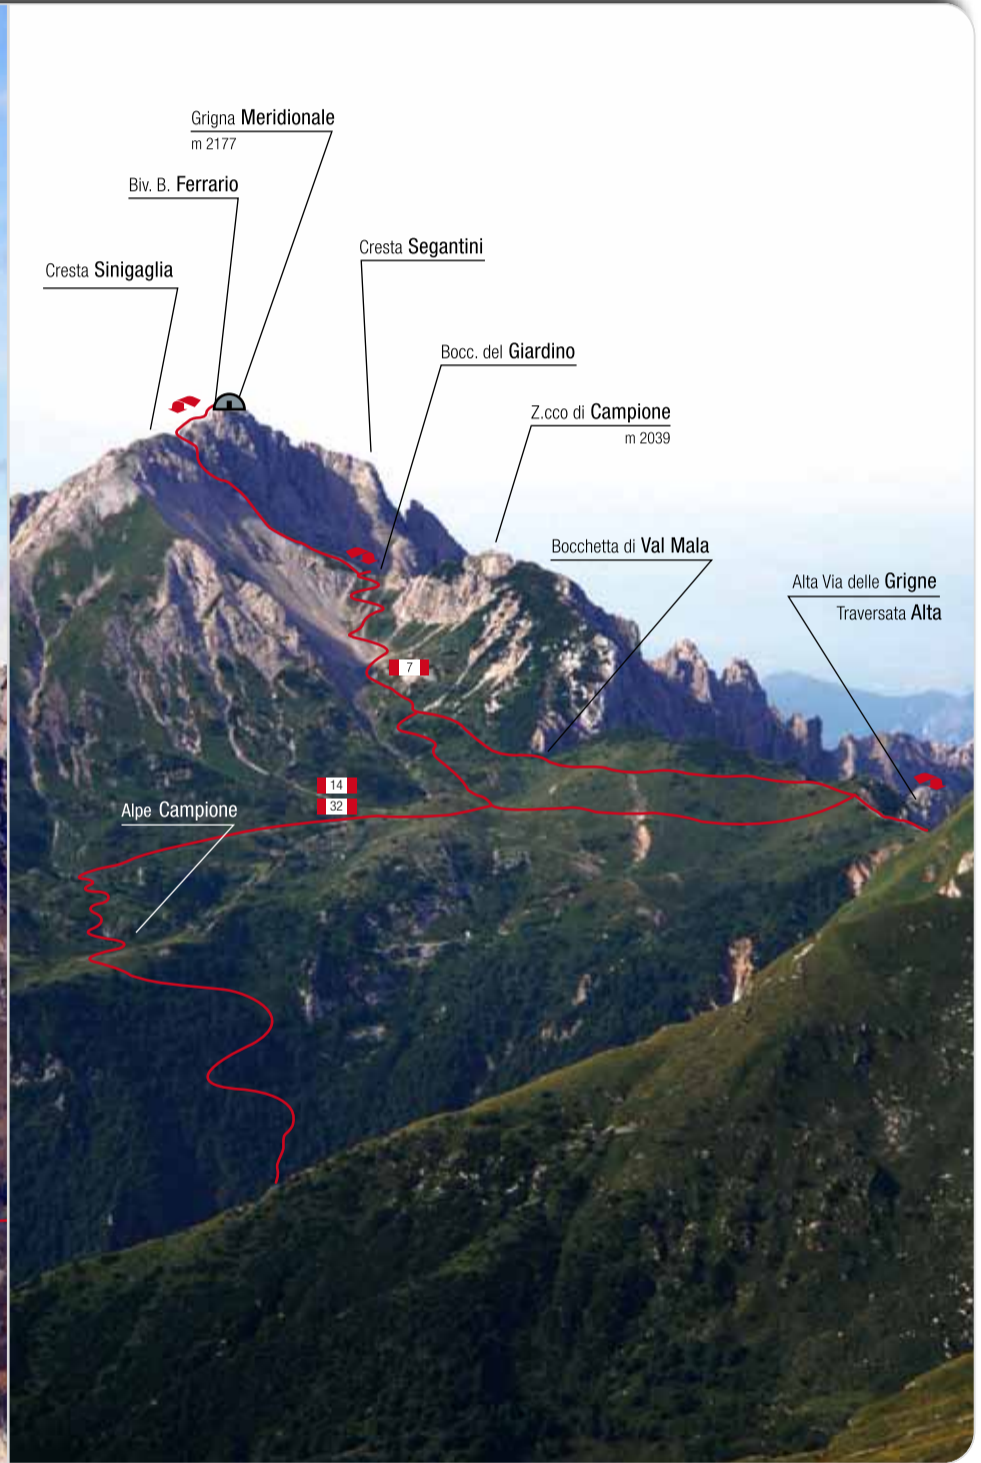 Grigna Meridionale
m 2177
Biv. B. Ferrario
Cresta Segantini
Cresta Sinigaglia
Bocc. del Giardino
Z.cco di Campione
m 2039
Bocchetta di Val Mala
Alta Via delle Grigne
Traversata Alta
7
14
32
Alpe Campione